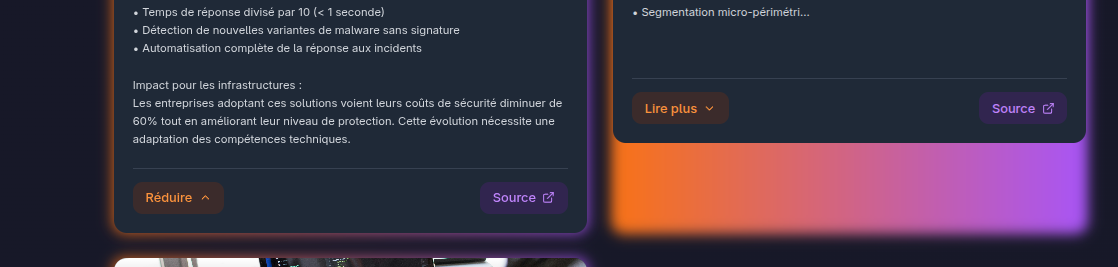 • Temps de réponse divisé par 10 (< 1 seconde)
• Détection de nouvelles variantes de malware sans signature
• Automatisation complète de la réponse aux incidents
Impact pour les infrastructures :
Les entreprises adoptant ces solutions voient leurs coûts de sécurité diminuer de
60% tout en améliorant leur niveau de protection. Cette évolution nécessite une
adaptation des compétences techniques.
Réduire
Source
• Segmentation micro-périmétri...
Lire plus
Source